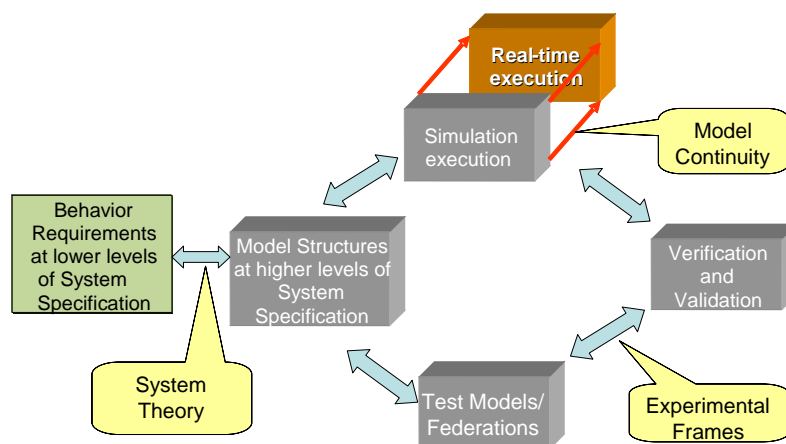 Real-time
execution
Simulation
execution
Model
Continuity
Behavior
Requirements
at lower levels
of System
Specification
Model Structures
at higher levels of
System
Specification
Verification
and
Validation
System
Theory
Test Models/
Federations
Experimental
Frames